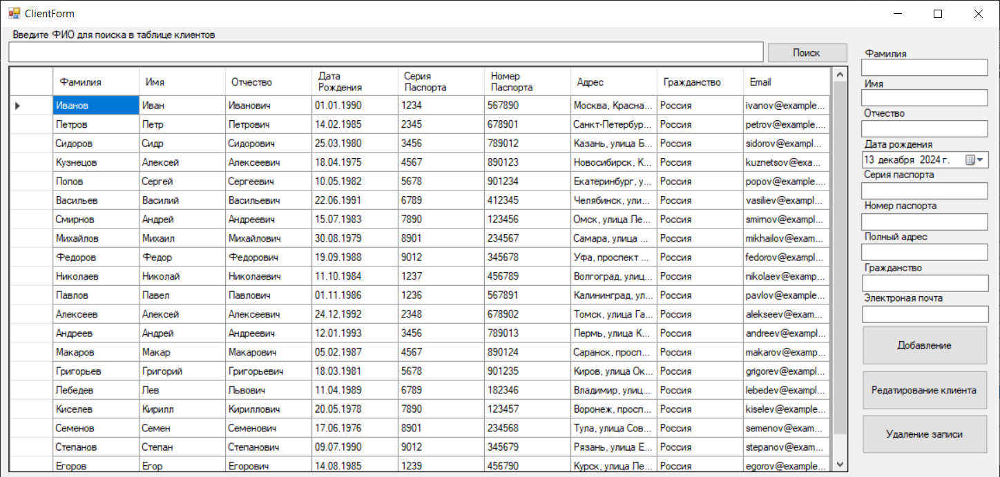 ClientForm
Введите ФИО для поиска в таблице клиентов
Поиск
Фамилия Имя Отчество Дата Рождения Серия Паспорта Номер Паспорта Адрес Гражданство Email
Иванов Иван Иванович 01.01.1990 1234 567890 Москва, Красна... Россия ivanov@example...
Петров Петр Петрович 14.02.1985 2345 678901 Санкт-Петербур... Россия petrov@example....
Сидоров Сидр Сидорович 25.03.1980 3456 789012 Казань, улица Б... Россия sidorov@exampl...
Кузнецов Алексей Алексеевич 18.04.1975 4567 890123 Новосибирск, К... Россия kuznetsov@exa...
Попов Сергей Сергеевич 10.05.1982 5678 901234 Екатеринбург, у... Россия popov@example....
Васильев Василий Васильевич 22.06.1991 6789 412345 Челябинск, ули... Россия vasiliev@exampl...
Смирнов Андрей Андреевич 15.07.1983 7890 123456 Омск, улица Ле... Россия smirnov@exampl...
Михайлов Михаил Михайлович 30.08.1979 8901 234567 Самара, улица ... Россия mikhailov@exam...
Федоров Федор Федорович 19.09.1988 9012 345678 Уфа, проспект ... Россия fedorov@exampl...
Николаев Николай Николаевич 11.10.1984 1237 456789 Волгоград, улиц... Россия nikolaev@examp...
Павлов Павел Павлович 01.11.1986 1236 567891 Калининград, ул... Россия pavlov@example...
Алексеев Алексей Алексеевич 24.12.1992 2348 678902 Томск, улица Га... Россия alekseev@exam...
Андреев Андрей Андреевич 12.01.1993 3456 789013 Пермь, улица К... Россия andreev@exampl...
Макаров Макар Макарович 05.02.1987 4567 890124 Саранск, просп... Россия makarov@examp...
Григорьев Григорий Григорьевич 18.03.1981 5678 901235 Киров, улица Ок... Россия grigorev@exampl...
Лебедев Лев Львович 11.04.1989 6789 182346 Владимир, улиц... Россия lebedev@exampl...
Киселев Кирилл Кириллович 20.05.1978 7890 123457 Воронеж, просп... Россия kiselev@example...
Семенов Семен Семенович 17.06.1976 8901 234568 Тула, улица Сов... Россия semenov@exam...
Степанов Степан Степанович 09.07.1990 9012 345679 Рязань, улица Е... Россия stepanov@exam...
Егоров Егор Егорович 14.08.1985 1239 456790 Курск, улица Ле... Россия egorov@example...
Фамилия
Имя
Отчество
Дата рождения
13 декабря 2024 г.
Серия паспорта
Номер паспорта
Полный адрес
Гражданство
Электроная почта
Добавление
Редатирование клиента
Удаление записи